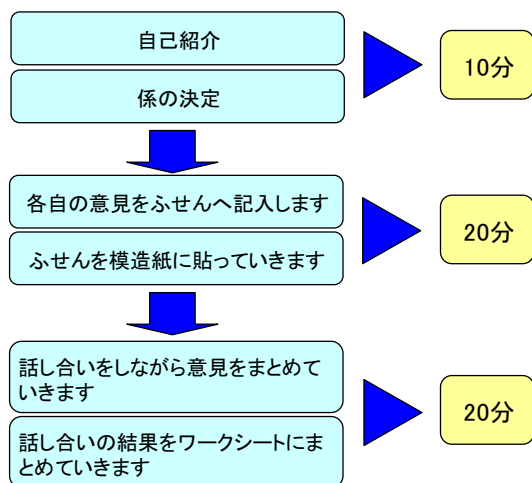 自己紹介
10分
係の決定
各自の意見をふせんへ記入します
20分
ふせんを模造紙に貼っていきます
話し合いをしながら意見をまとめて
いきます
20分
話し合いの結果をワークシートにま
とめていきます